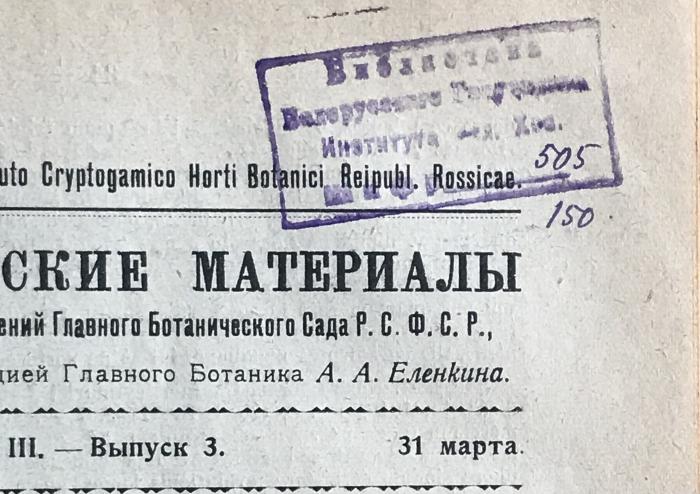 Библиотека
Белорусского
Института
505
uto Cryptogamico Horti Botanici Reipubl. Rossicae.
150
СКИЕ МАТЕРИАЛЫ
ений Главного Ботанического Сада Р. С. Ф. С. Р.,
цией Главного Ботаника А. А. Еленкина.
III. — Выпуск 3. 31 марта.